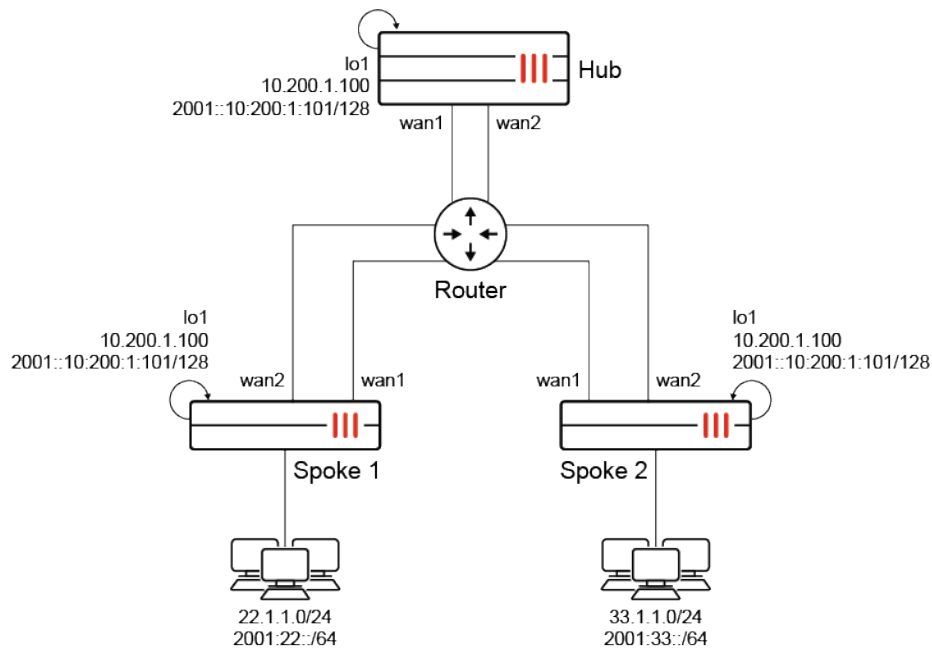 lo1
10.200.1.100
2001::10:200:1:101/128
Hub
wan1
wan2
Router
lo1
10.200.1.100
2001::10:200:1:101/128
wan2
wan1
Spoke 1
lo1
10.200.1.100
2001::10:200:1:101/128
wan1
wan2
Spoke 2
22.1.1.0/24
2001:22::/64
33.1.1.0/24
2001:33::/64